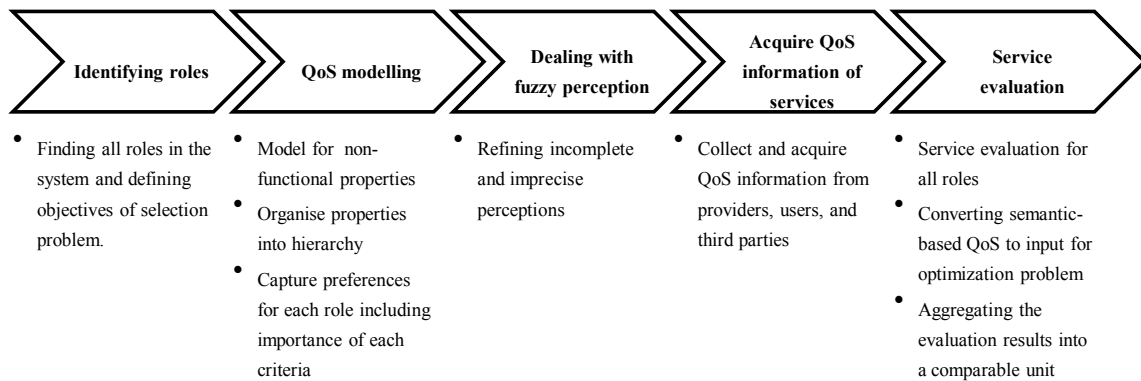 Identifying roles
QoS modelling
Dealing with
fuzzy perception
Acquire QoS
information of
services
Service
evaluation
• Finding all roles in the
system and defining
objectives of selection
problem.
• Model for non-
functional properties
• Organise properties
into hierarchy
• Capture preferences
for each role including
importance of each
criteria
• Refining incomplete
and imprecise
perceptions
• Collect and acquire
QoS information from
providers, users, and
third parties
• Service evaluation for
all roles
• Converting semantic-
based QoS to input for
optimization problem
• Aggregating the
evaluation results into
a comparable unit